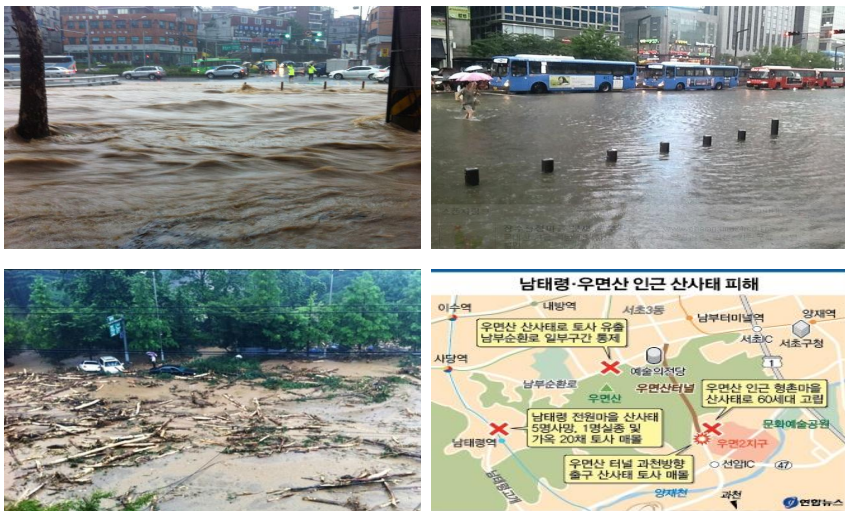 남태령·우면산 인근 산사태 피해
이수역
내방역
서초3동
남부터미널역
양재역
우면산 산사태로 토사 유출
남부순환로 일부구간 통제
서초IC
서초구청
사당역
예술의전당
1
남부순환로
우면산
우면산터널
우면산 인근 형촌마을
산사태로 60세대 고립
남태령 전원마을 산사태
5명사망, 1명실종 및
가옥 20채 토사 매몰
문화예술공원
남태령역
우면2지구
우면산 터널 과천방향
출구 산사태 토사 매몰
선암IC
47
남태령고개
양재천
과천
연합뉴스